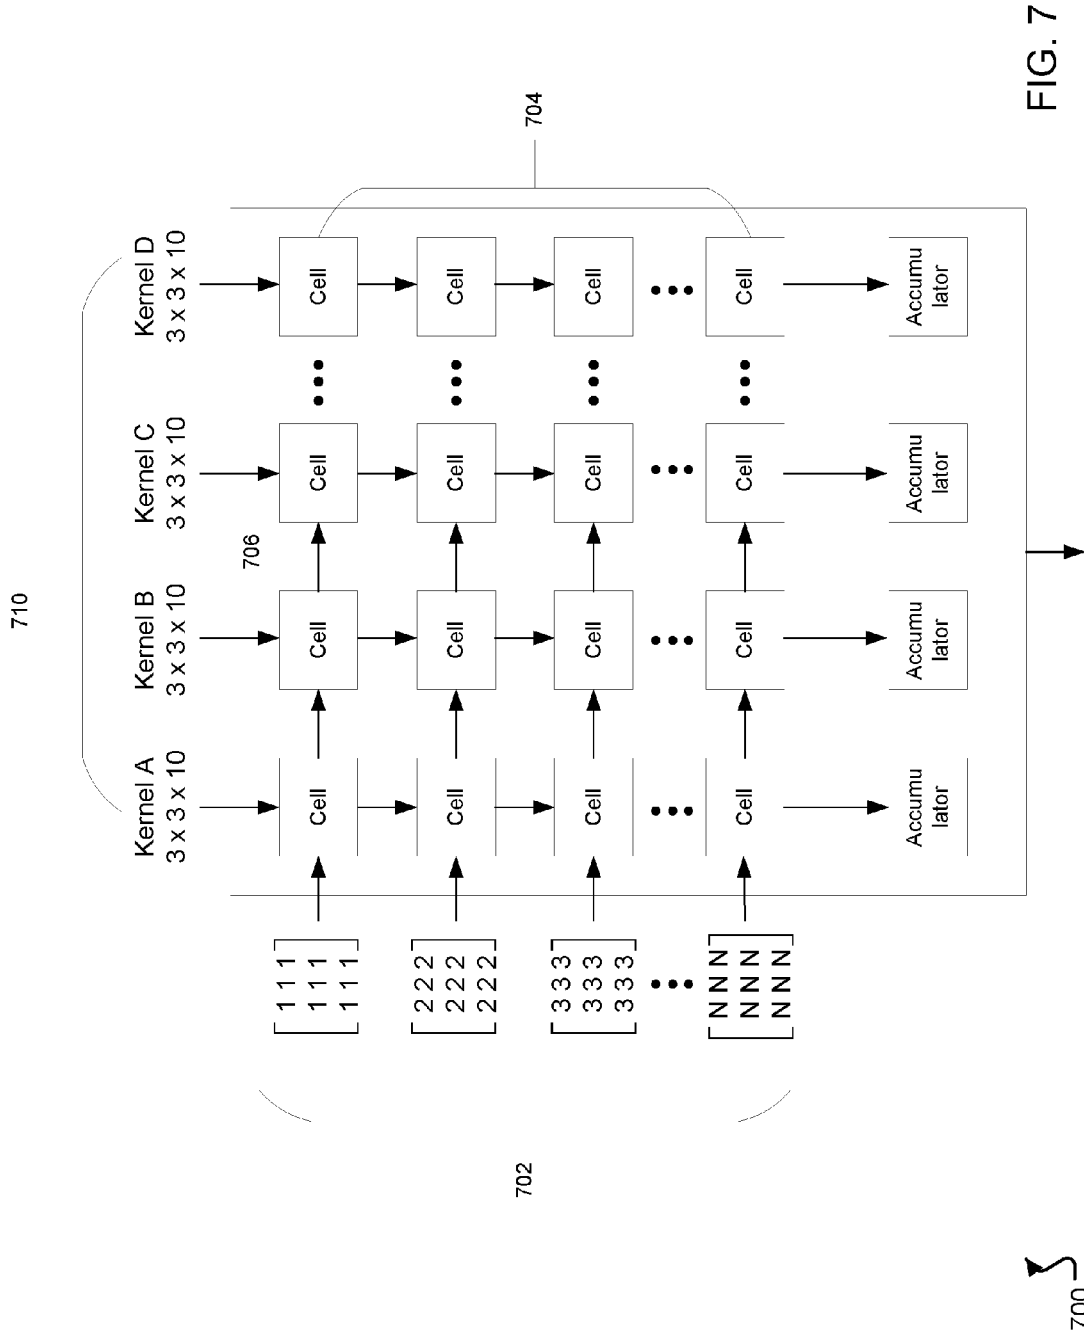 710
Kernel A Kernel B Kernel C Kernel D
3 x 3 x 10 3 x 3 x 10 3 x 3 x 10 3 x 3 x 10
706
1 1 1
1 1 1 Cell Cell Cell Cell
1 1 1
2 2 2
2 2 2 Cell Cell Cell Cell
2 2 2
702
704
3 3 3
3 3 3 Cell Cell Cell Cell
3 3 3
N N N
N N N Cell Cell Cell Cell
N N N
Accumu Accumu Accumu Accumu
lator lator lator lator
FIG. 7
700